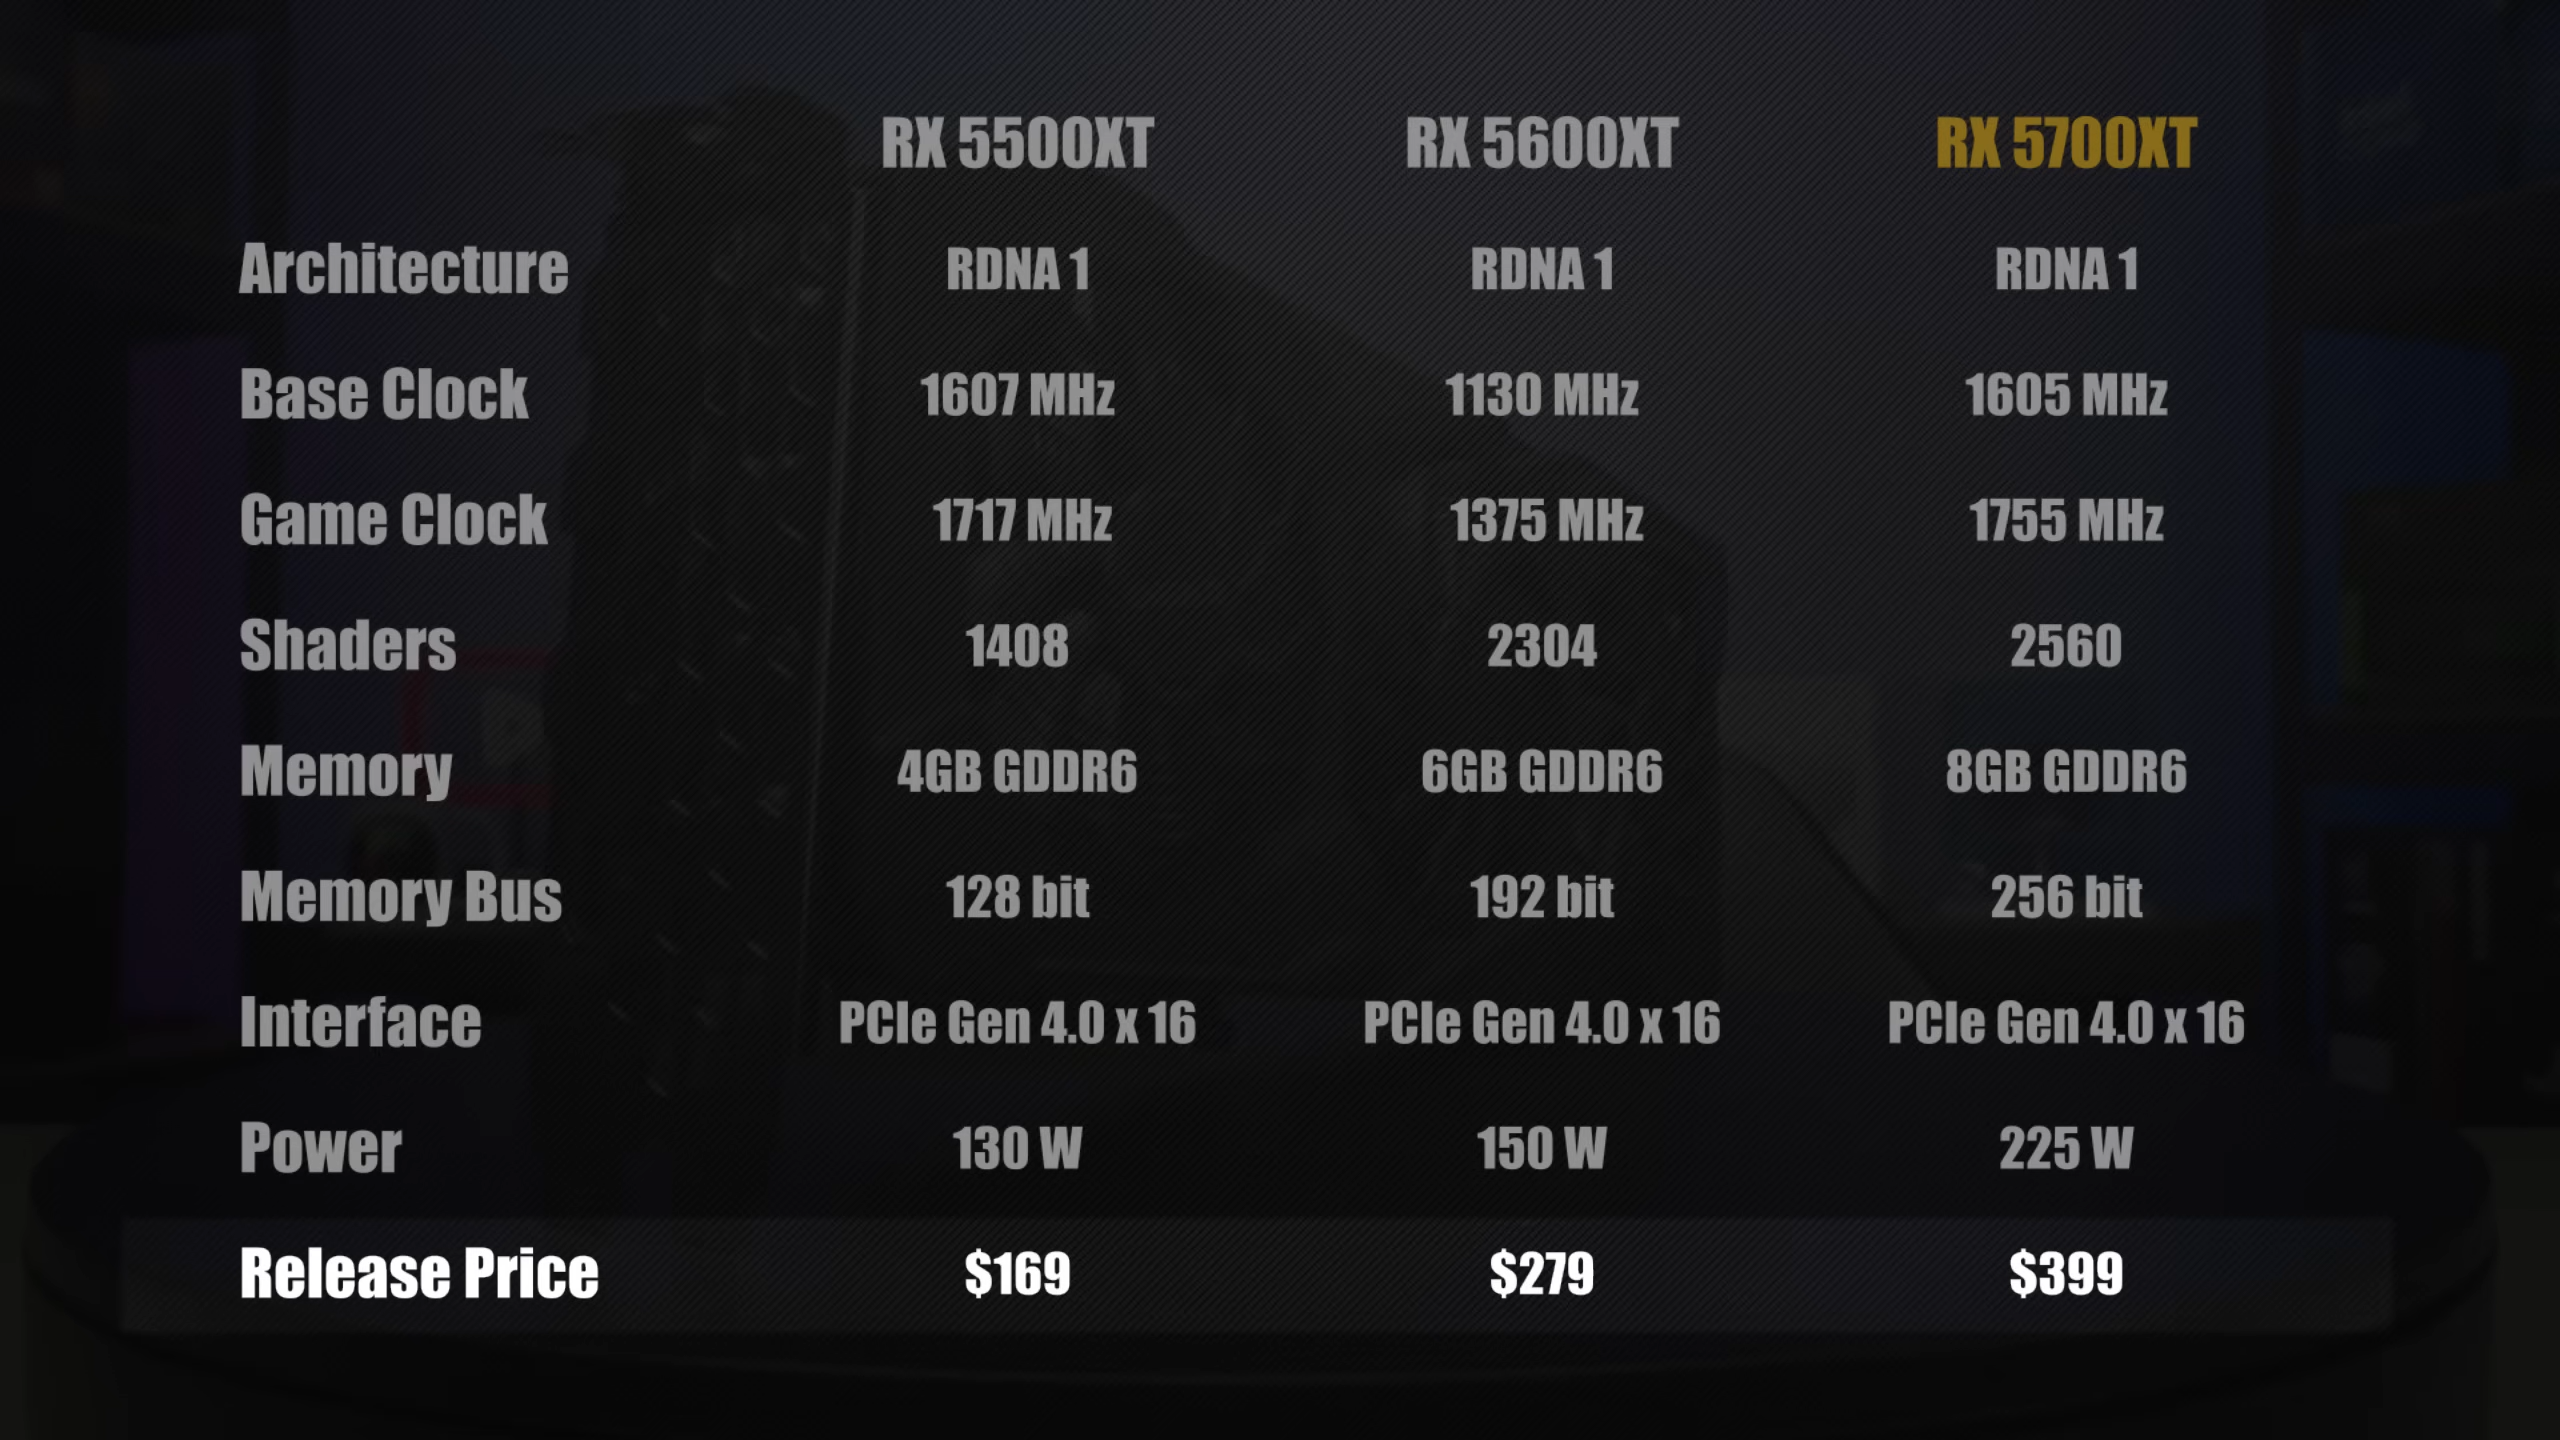 RX 5500XT RX 5600XT RX 5700XT
Architecture RDNA 1 RDNA 1 RDNA 1
Base Clock 1607 MHz 1130 MHz 1605 MHz
Game Clock 1717 MHz 1375 MHz 1755 MHz
Shaders 1408 2304 2560
Memory 4GB GDDR6 6GB GDDR6 8GB GDDR6
Memory Bus 128 bit 192 bit 256 bit
Interface PCIe Gen 4.0 x 16 PCIe Gen 4.0 x 16 PCIe Gen 4.0 x 16
Power 130 W 150 W 225 W
Release Price $169 $279 $399